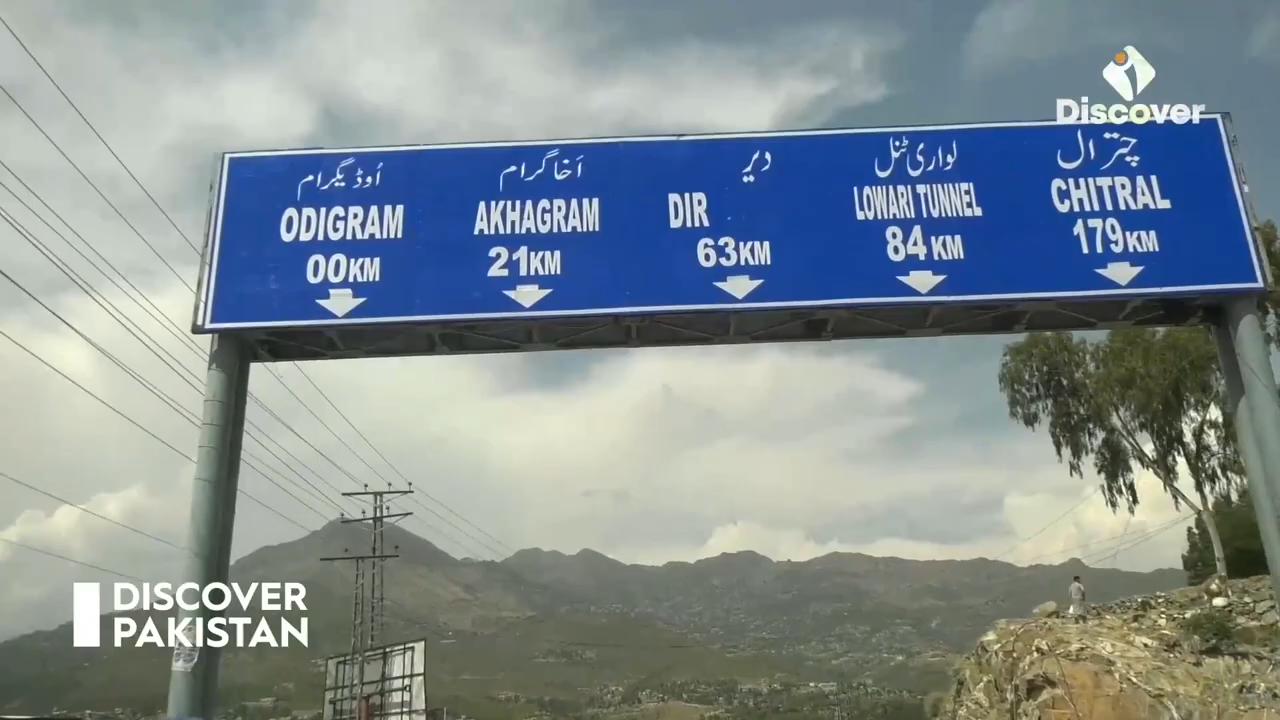 Discover
اُوڈیگرام
ODIGRAM
00KM
اَخاگرام
AKHAGRAM
21KM
دیر
DIR
63KM
لواری ٹنل
LOWARI TUNNEL
84KM
چترال
CHITRAL
179KM
DISCOVER
PAKISTAN